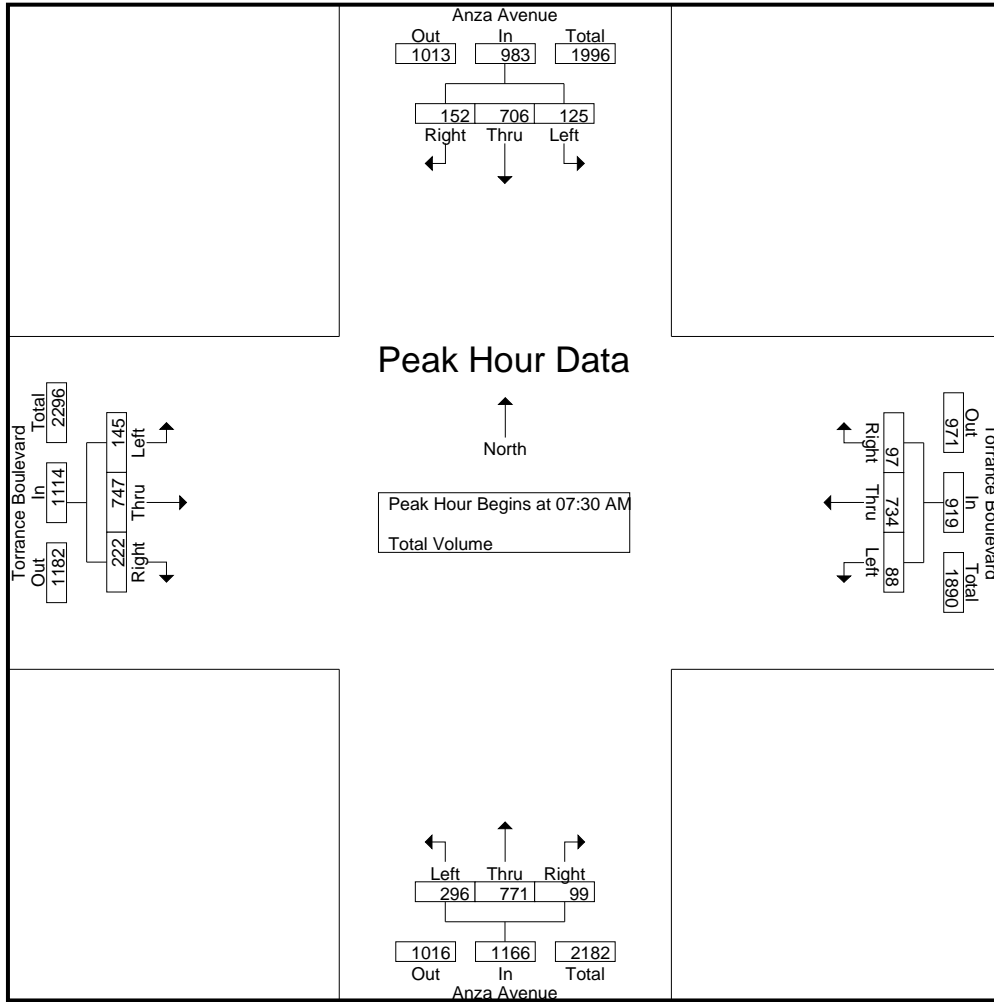 Anza Avenue
Out In Total
1013 983 1996
152 706 125
Right Thru Left
Peak Hour Data
North
Peak Hour Begins at 07:30 AM
Total Volume
Torrance Boulevard
Out In Total
1182 1114 2296
222 747 145
Right Thru Left
Torrance Boulevard
Out In Total
971 919 1890
97 734 88
Right Thru Left
Left Thru Right
296 771 99
1016 1166 2182
Out In Total
Anza Avenue